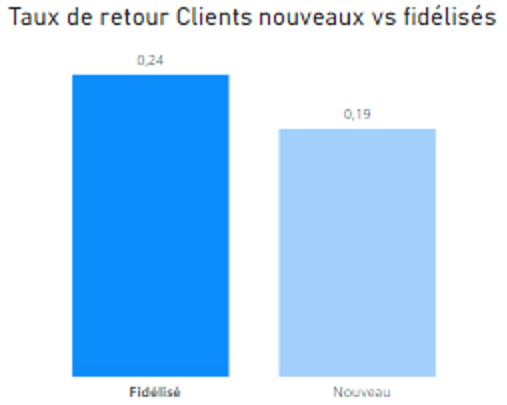 Taux de retour Clients nouveaux vs fidélisés
0,24
0,19
Fidélisé
Nouveau